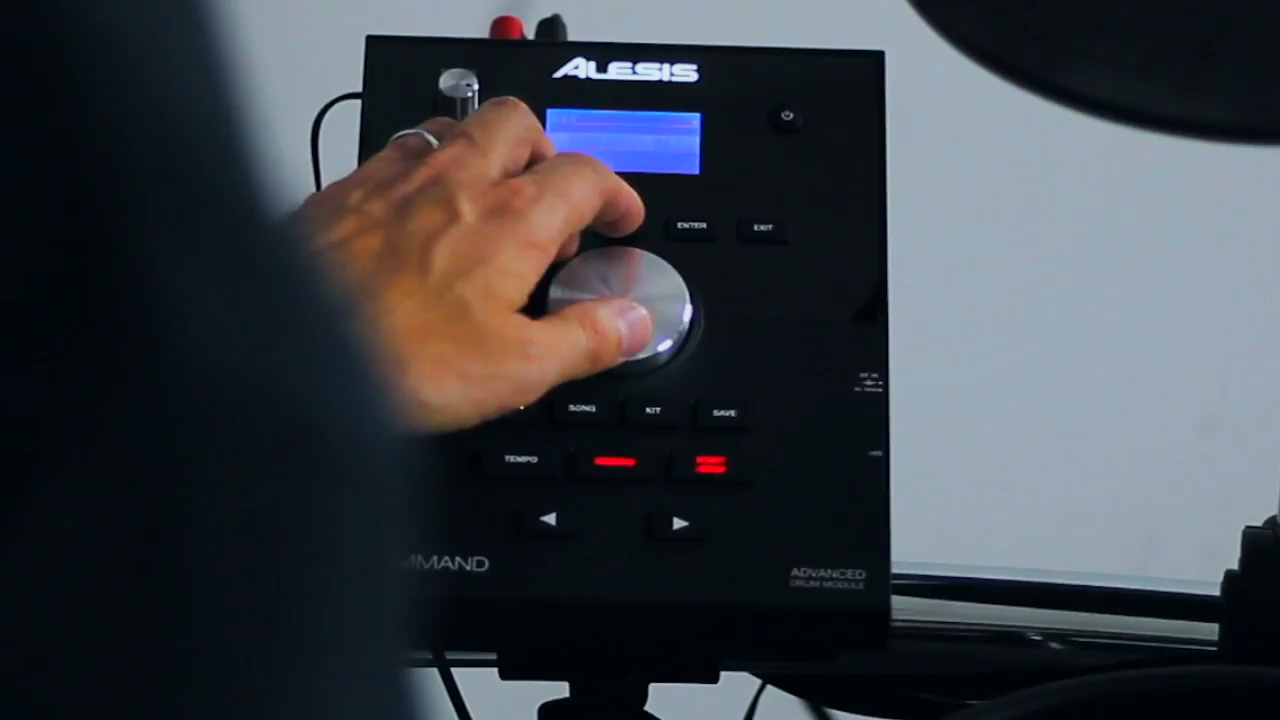 ALESIS
ENTER EXIT
SONG KIT SAVE
TEMPO
MMAND
ADVANCED
DRUM MODULE